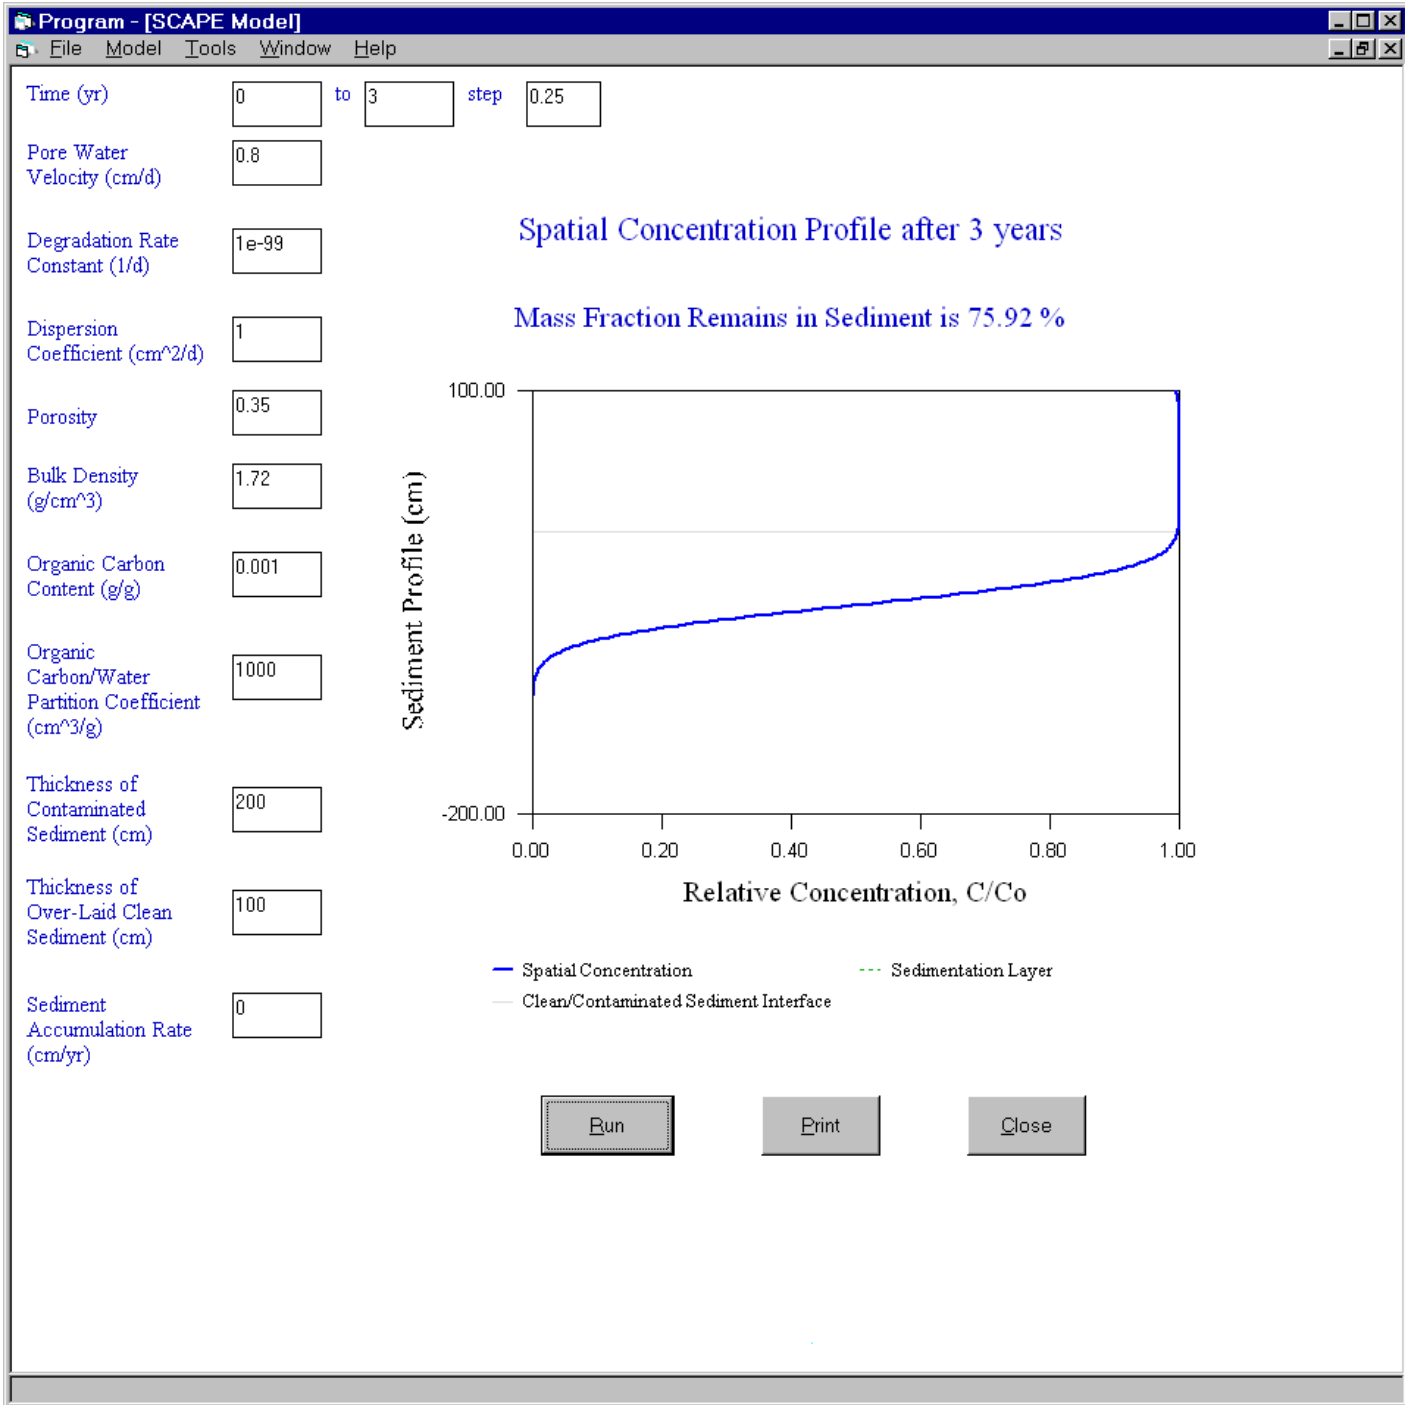 Program - [SCAPE Model]
File Model Tools Window Help
Time (yr) 0 to 3 step 0.25
Pore Water
Velocity (cm/d)
0.8
Degradation Rate
Constant (1/d)
1e-99
Dispersion
Coefficient (cm^2/d)
1
Porosity
0.35
Bulk Density
(g/cm^3)
1.72
Organic Carbon
Content (g/g)
0.001
Organic
Carbon/Water
Partition Coefficient
(cm^3/g)
1000
Thickness of
Contaminated
Sediment (cm)
200
Thickness of
Over-Laid Clean
Sediment (cm)
100
Sediment
Accumulation Rate
(cm/yr)
0
Spatial Concentration Profile after 3 years
Mass Fraction Remains in Sediment is 75.92 %
100.00
Sediment Profile (cm)
-200.00
0.00 0.20 0.40 0.60 0.80 1.00
Relative Concentration, C/Co
Spatial Concentration
Sedimentation Layer
Clean/Contaminated Sediment Interface
Run Print Close